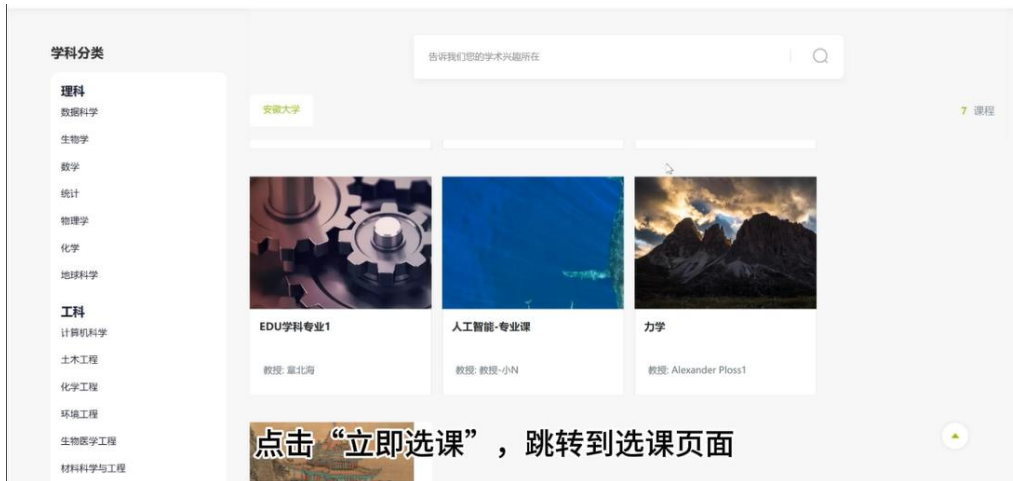 学科分类
告诉我们您的学术兴趣所在
理科
数据科学
生物学
数学
统计
物理学
化学
地球科学
工科
计算机科学
土木工程
化学工程
环境工程
生物医学工程
材料科学与工程
安徽大学
7 课程
EDU学科专业1
教授: 章北海
人工智能-专业课
教授: 教授-小N
力学
教授: Alexander Ploss1
点击“立即选课”，跳转到选课页面